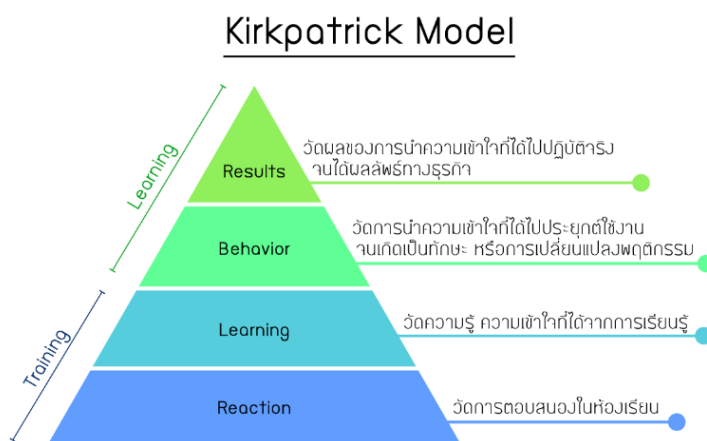 Kirkpatrick Model
Learning
Results
วัดผลของการนำความเข้าใจที่ได้ไปปฏิบัติจริง
จนได้ผลลัพธ์ทางธุรกิจ
Behavior
วัดการนำความเข้าใจที่ได้ไปประยุกต์ใช้งาน
จนเกิดเป็นทักษะ หรือการเปลี่ยนแปลงพฤติกรรม
Training
Learning
วัดความรู้ ความเข้าใจที่ได้จากการเรียนรู้
Reaction
วัดการตอบสนองในห้องเรียน